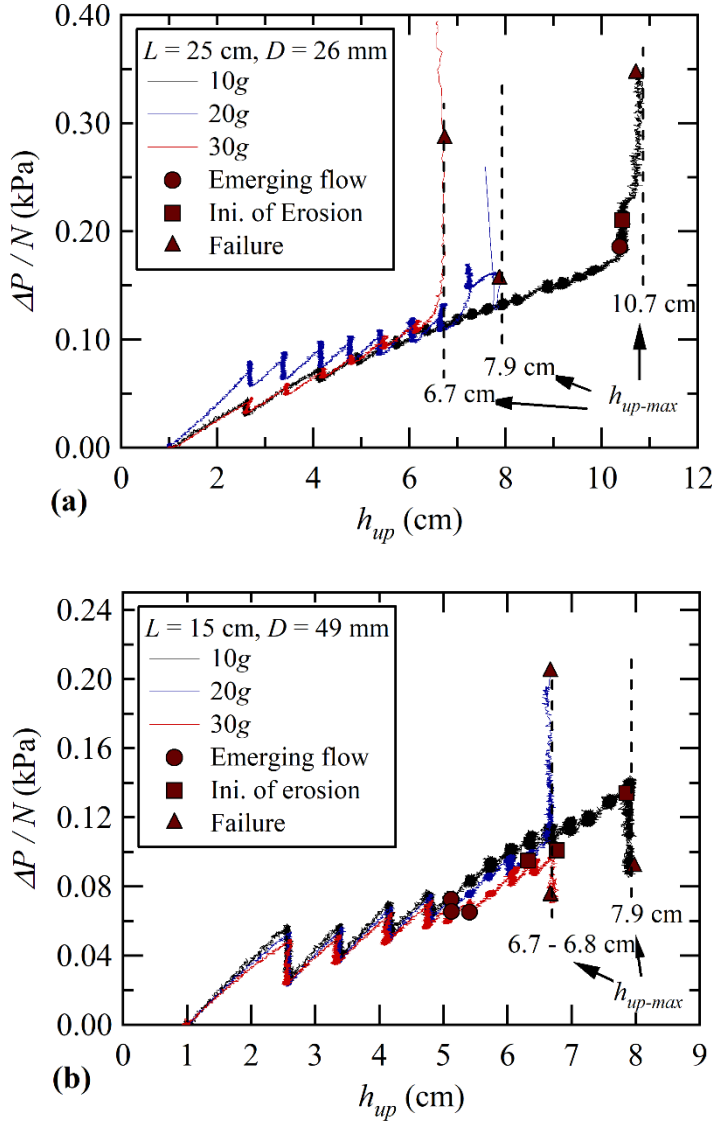 L = 25 cm, D = 26 mm
10g
20g
30g
Emerging flow
Ini. of Erosion
Failure
0.40
0.30
0.20
0.10
0.00
ΔP / N (kPa)
10.7 cm
7.9 cm
6.7 cm
hup-max
0 2 4 6 8 10 12
(a)
hup (cm)
L = 15 cm, D = 49 mm
10g
20g
30g
Emerging flow
Ini. of erosion
Failure
0.24
0.20
0.16
0.12
0.08
0.04
0.00
ΔP / N (kPa)
7.9 cm
6.7 - 6.8 cm
hup-max
0 1 2 3 4 5 6 7 8 9
(b)
hup (cm)